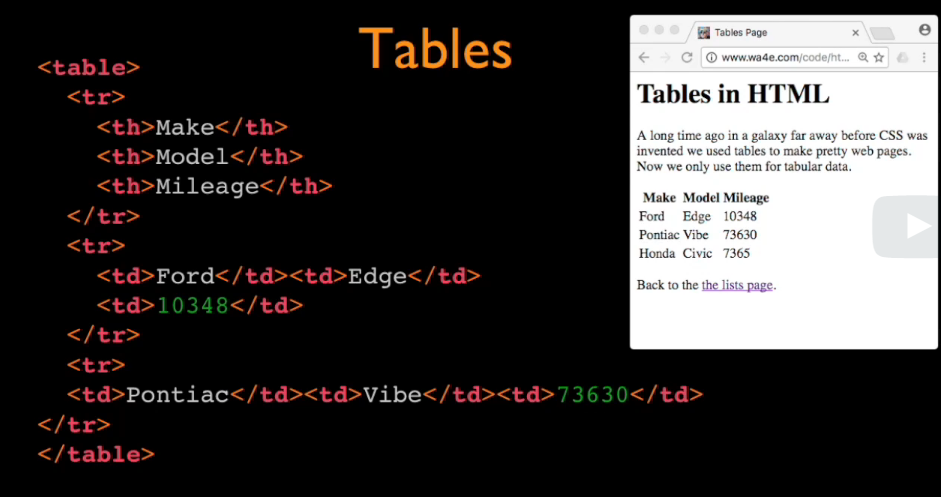 Tables
<table>
<tr>
<th>Make</th>
<th>Model</th>
<th>Mileage</th>
</tr>
<tr>
<td>Ford</td><td>Edge</td>
<td>10348</td>
</tr>
<tr>
<td>Pontiac</td><td>Vibe</td><td>73630</td>
</tr>
</table>
Tables Page
www.wa4e.com/code/ht...
Tables in HTML
A long time ago in a galaxy far away before CSS was
invented we used tables to make pretty web pages.
Now we only use them for tabular data.
Make Model Mileage
Ford Edge 10348
Pontiac Vibe 73630
Honda Civic 7365
Back to the the lists page.